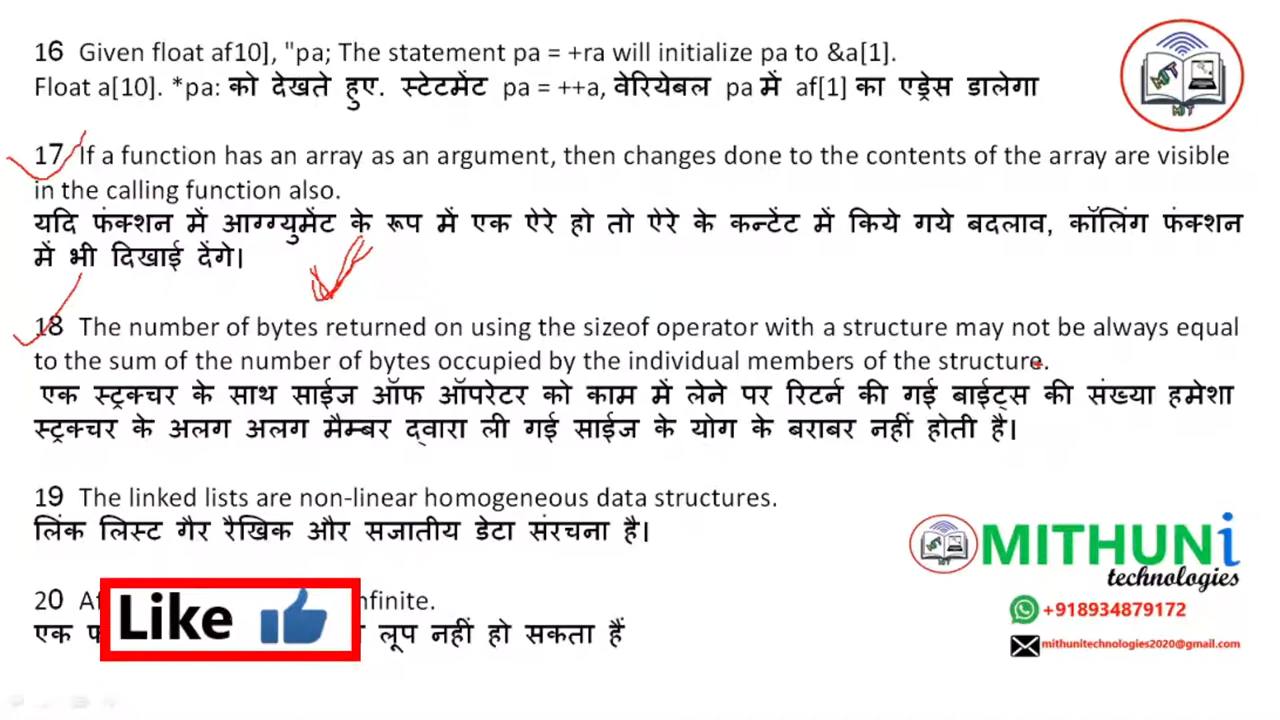 16 Given float af10], "pa; The statement pa = +ra will initialize pa to &a[1].
Float a[10]. *pa: को देखते हुए. स्टेटमेंट pa = ++a, वेरियेबल pa में af[1] का एड्रेस डालेगा
17 If a function has an array as an argument, then changes done to the contents of the array are visible
in the calling function also.
यदि फंक्शन में आग्ग्युमेंट के रूप में एक ऐरे हो तो ऐरे के कन्टेंट में किये गये बदलाव, कॉलिंग फंक्शन
में भी दिखाई देंगे।
18 The number of bytes returned on using the sizeof operator with a structure may not be always equal
to the sum of the number of bytes occupied by the individual members of the structure.
एक स्ट्रक्चर के साथ साईज ऑफ ऑपरेटर को काम में लेने पर रिटर्न की गई बाईट्स की संख्या हमेशा
स्ट्रक्चर के अलग अलग मैम्बर द्वारा ली गई साईज के योग के बराबर नहीं होती है।
19 The linked lists are non-linear homogeneous data structures.
लिंक लिस्ट गैर रैखिक और सजातीय डेटा संरचना है।
MITHUNi
technologies
20 nfinite.
Like
एक लूप नहीं हो सकता हैं
+918934879172
mithunitechnologies2020@gmail.com